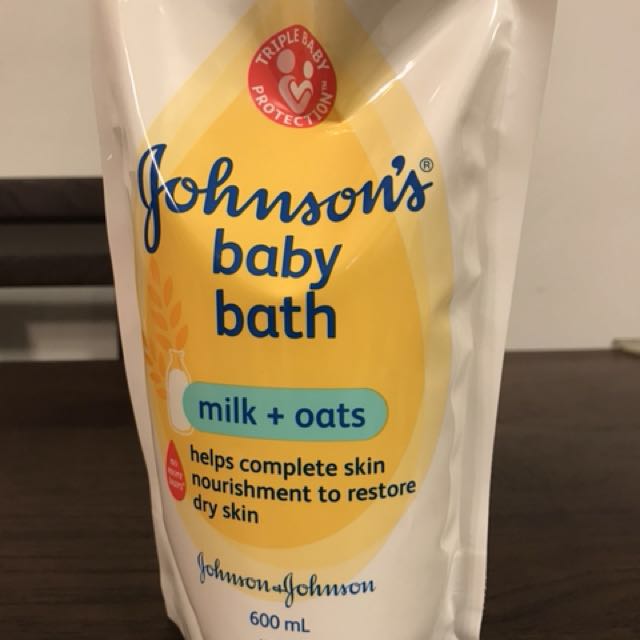 TRIPLE BABY
PROTECTION™
Johnson's®
baby
bath
milk + oats
helps complete skin
nourishment to restore
dry skin
Johnson & Johnson
600 mL